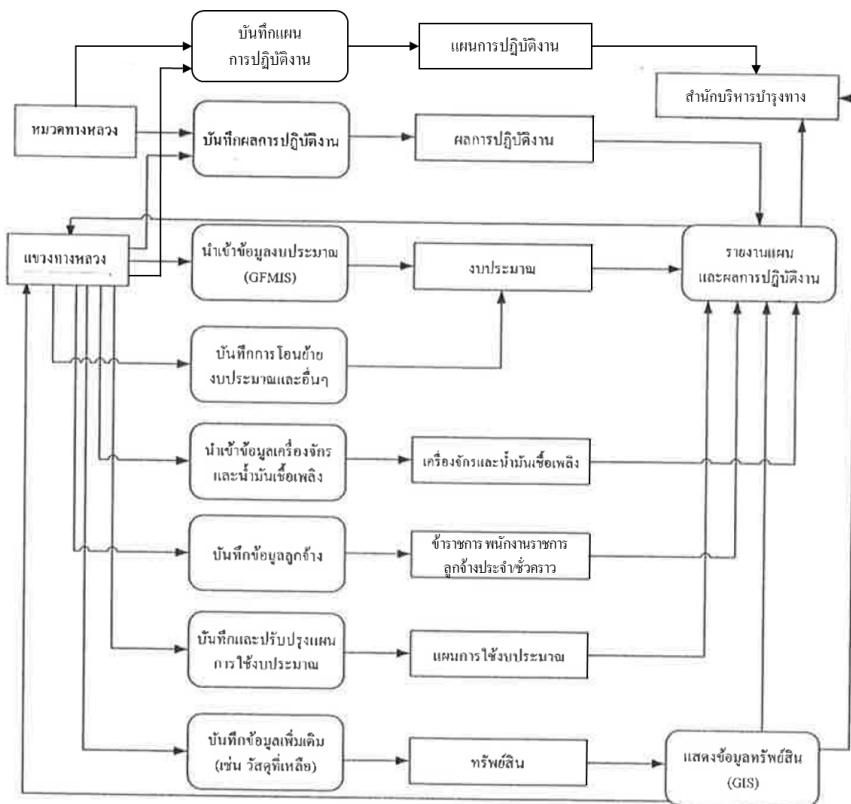 บันทึกแผน
การปฏิบัติงาน
แผนการปฏิบัติงาน
สำนักบริหารบำรุงทาง
หมวดทางหลวง
บันทึกผลการปฏิบัติงาน
ผลการปฏิบัติงาน
แขวงทางหลวง
นำเข้าข้อมูลงบประมาณ
(GFMIS)
งบประมาณ
รายงานแผน
และผลการปฏิบัติงาน
บันทึกการโอนย้าย
งบประมาณและอื่นๆ
นำเข้าข้อมูลเครื่องจักร
และน้ำมันเชื้อเพลิง
เครื่องจักรและน้ำมันเชื้อเพลิง
บันทึกข้อมูลลูกจ้าง
ข้าราชการ พนักงานราชการ
ลูกจ้างประจำ/ชั่วคราว
บันทึกและปรับปรุงแผน
การใช้งบประมาณ
แผนการใช้งบประมาณ
บันทึกข้อมูลเพิ่มเติม
(เช่น วัสดุที่เหลือ)
ทรัพย์สิน
แสดงข้อมูลทรัพย์สิน
(GIS)